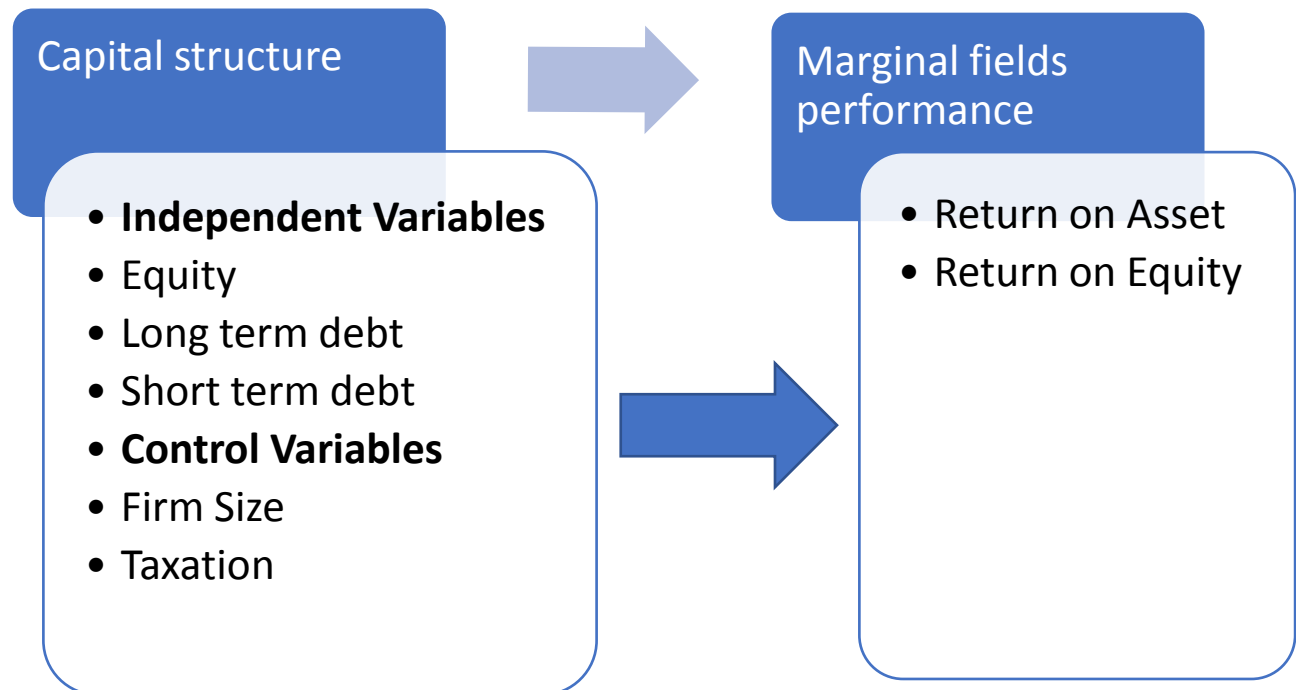 Capital structure
• Independent Variables
• Equity
• Long term debt
• Short term debt
• Control Variables
• Firm Size
• Taxation
Marginal fields
performance
• Return on Asset
• Return on Equity